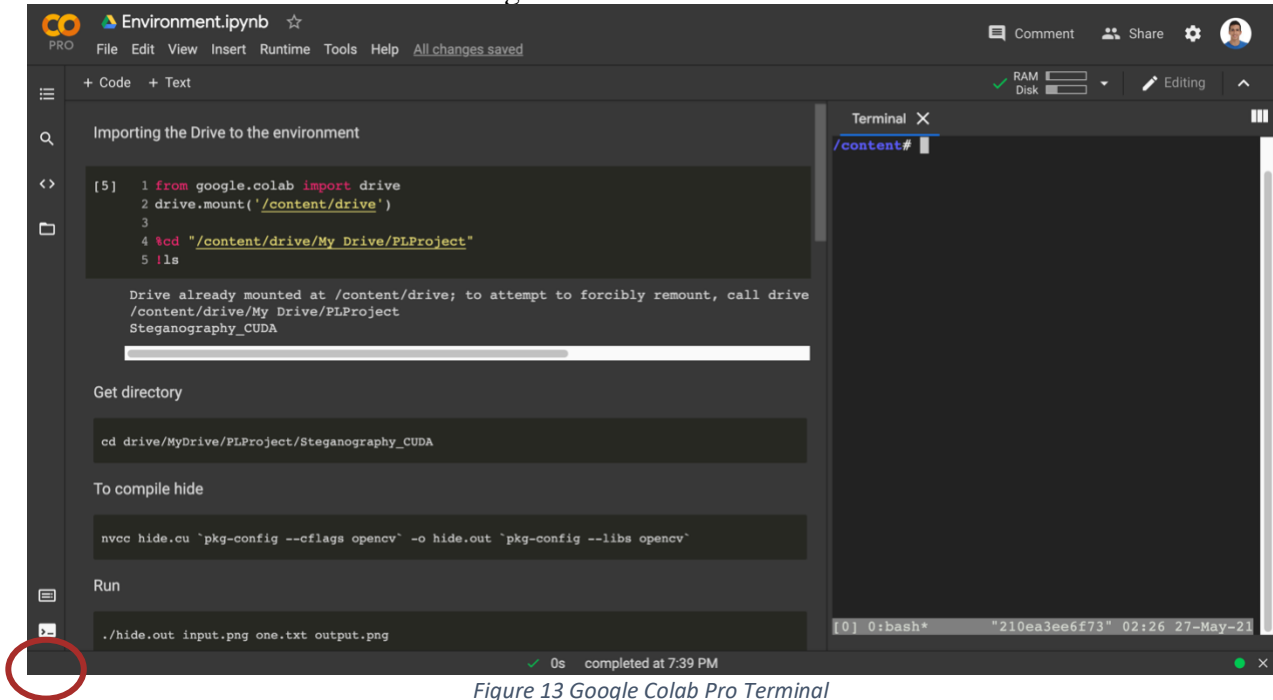 Environment.ipynb
PRO
File Edit View Insert Runtime Tools Help All changes saved
Comment Share
+ Code + Text
RAM
Disk
Editing
Importing the Drive to the environment
[5] 1 from google.colab import drive
2 drive.mount('/content/drive')
3
4 %cd "/content/drive/My Drive/PLProject"
5 !ls
Drive already mounted at /content/drive; to attempt to forcibly remount, call drive
/content/drive/My Drive/PLProject
Steganography_CUDA
Get directory
cd drive/MyDrive/PLProject/Steganography_CUDA
To compile hide
nvcc hide.cu `pkg-config --cflags opencv` -o hide.out `pkg-config --libs opencv`
Run
./hide.out input.png one.txt output.png
Terminal
/content#
[0] 0:bash* "210ea3ee6f73" 02:26 27-May-21
0s completed at 7:39 PM
Figure 13 Google Colab Pro Terminal